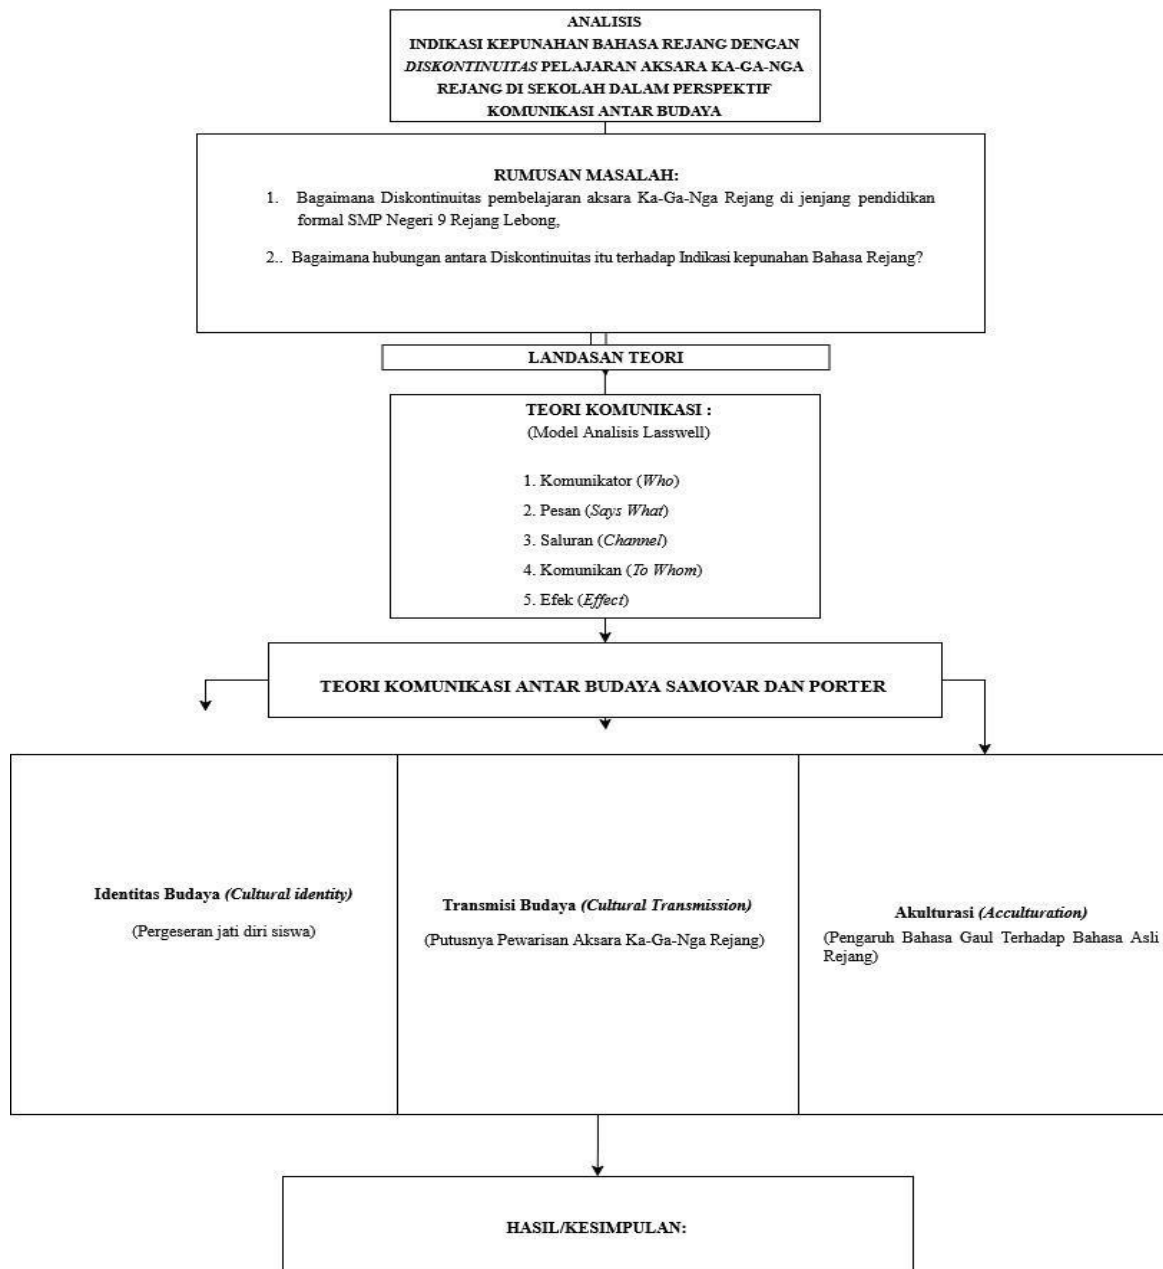 ANALISIS
INDIKASI KEPUNAHAN BAHASA REJANG DENGAN
DISKONTINUITAS PELAJARAN AKSARA KA-GA-NGA
REJANG DI SEKOLAH DALAM PERSPEKTIF
KOMUNIKASI ANTAR BUDAYA
RUMUSAN MASALAH:
1. Bagaimana Diskontinuitas pembelajaran aksara Ka-Ga-Nga Rejang di jenjang pendidikan
formal SMP Negeri 9 Rejang Lebong,
2.. Bagaimana hubungan antara Diskontinuitas itu terhadap Indikasi kepunahan Bahasa Rejang?
LANDASAN TEORI
TEORI KOMUNIKASI :
(Model Analisis Lasswell)
1. Komunikator (Who)
2. Pesan (Says What)
3. Saluran (Channel)
4. Komunikan (To Whom)
5. Efek (Effect)
TEORI KOMUNIKASI ANTAR BUDAYA SAMOVAR DAN PORTER
Identitas Budaya (Cultural identity)
(Pergeseran jati diri siswa)
Transmisi Budaya (Cultural Transmission)
(Putusnya Pewarisan Aksara Ka-Ga-Nga Rejang)
Akulturasi (Acculturation)
(Pengaruh Bahasa Gaul Terhadap Bahasa Asli
Rejang)
HASIL/KESIMPULAN: